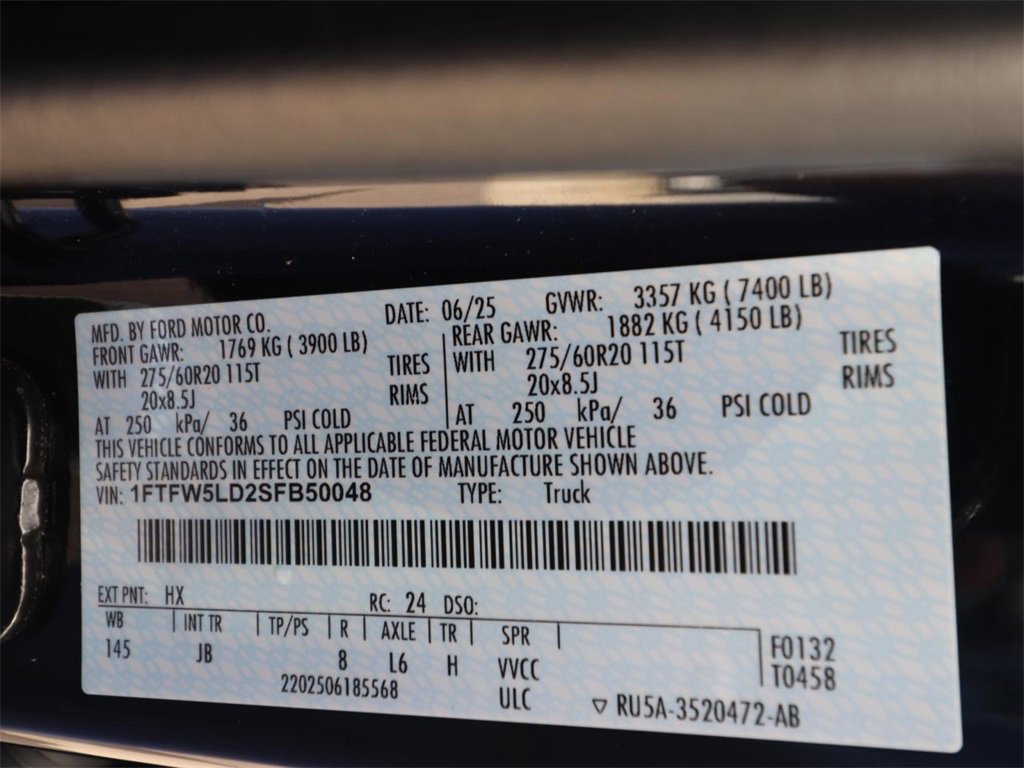 MFD. BY FORD MOTOR CO. DATE: 06/25 GVWR: 3357 KG ( 7400 LB)
FRONT GAWR: 1769 KG ( 3900 LB) REAR GAWR: 1882 KG ( 4150 LB)
WITH 275/60R20 115T TIRES WITH 275/60R20 115T TIRES
20x8.5J RIMS 20x8.5J RIMS
AT 250 kPa/ 36 PSI COLD AT 250 kPa/ 36 PSI COLD
THIS VEHICLE CONFORMS TO ALL APPLICABLE FEDERAL MOTOR VEHICLE
SAFETY STANDARDS IN EFFECT ON THE DATE OF MANUFACTURE SHOWN ABOVE.
VIN: 1FTFW5LD2SFB50048 TYPE: Truck
EXT PNT: HX RC: 24 DSO:
WB INT TR TP/PS R AXLE TR SPR F0132
145 JB 8 L6 H VVCC T0458
2202506185568 ULC ▽ RU5A-3520472-AB